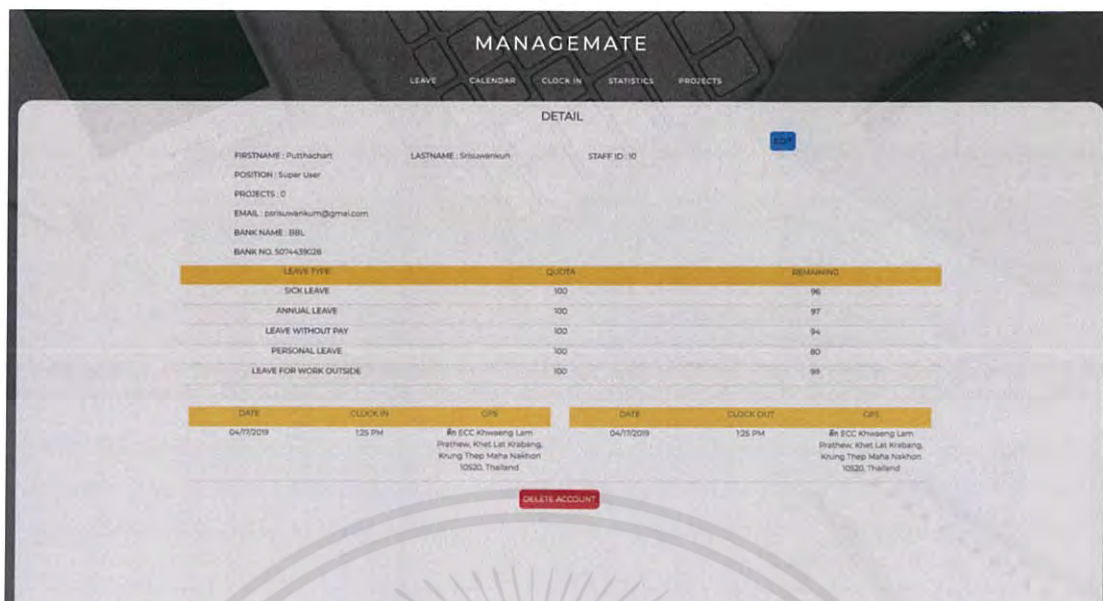 MANAGEMATE
LEAVE CALENDAR CLOCK IN STATISTICS PROJECTS
DETAIL
EDIT
FIRSTNAME : Putthachart LASTNAME : Srisuwankun STAFF ID : 10
POSITION : Super User
PROJECTS : 0
EMAIL : psrisuwankum@gmai.com
BANK NAME : BBL
BANK NO. 5074439028
LEAVE TYPE QUOTA REMAINING
SICK LEAVE 100 96
ANNUAL LEAVE 100 97
LEAVE WITHOUT PAY 100 94
PERSONAL LEAVE 100 80
LEAVE FOR WORK OUTSIDE 100 99
DATE CLOCK IN GPS DATE CLOCK OUT GPS
04/17/2019 1:25 PM ตึก ECC Khwaeng Lam 04/17/2019 1:25 PM ตึก ECC Khwaeng Lam
Prathew, Khet Lat Krabang, Prathew, Khet Lat Krabang,
Krung Thep Maha Nakhon Krung Thep Maha Nakhon
10520, Thailand 10520, Thailand
DELETE ACCOUNT